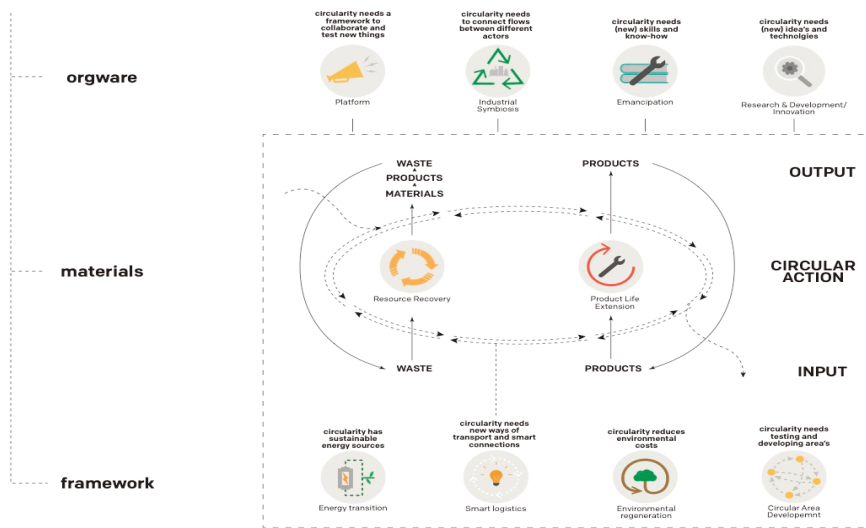 circularity needs a
framework to
collaborate and
test new things
circularity needs
to connect flows
between different
actors
circularity needs
(new) skills and
know-how
circularity needs
(new) idea's and
technolgies
orgware
Platform
Industrial
Symbiosis
Emancipation
Research & Development/
Innovation
WASTE
PRODUCTS
MATERIALS
PRODUCTS
OUTPUT
materials
Resource Recovery
Product Life
Extension
CIRCULAR
ACTION
WASTE
PRODUCTS
INPUT
circularity has
sustainable
energy sources
circularity needs
new ways of
transport and smart
connections
circularity reduces
environmental
costs
circularity needs
testing and
developing area's
framework
Energy transition
Smart logistics
Environmental
regeneration
Circular Area
Developemnt